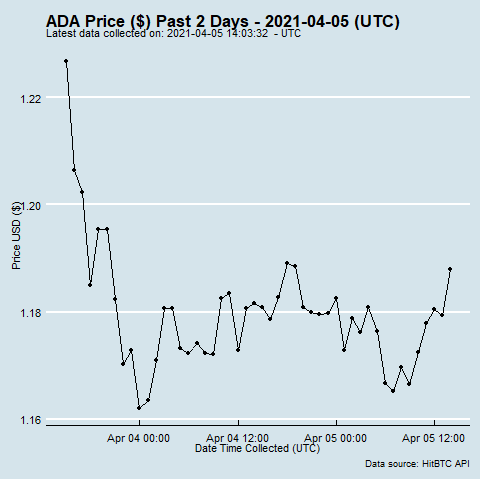 ADA Price ($) Past 2 Days - 2021-04-05 (UTC)
Latest data collected on: 2021-04-05 14:03:32 - UTC
1.22
1.20
1.18
1.16
Price USD ($)
Apr 04 00:00
Apr 04 12:00
Apr 05 00:00
Apr 05 12:00
Date Time Collected (UTC)
Data source: HitBTC API